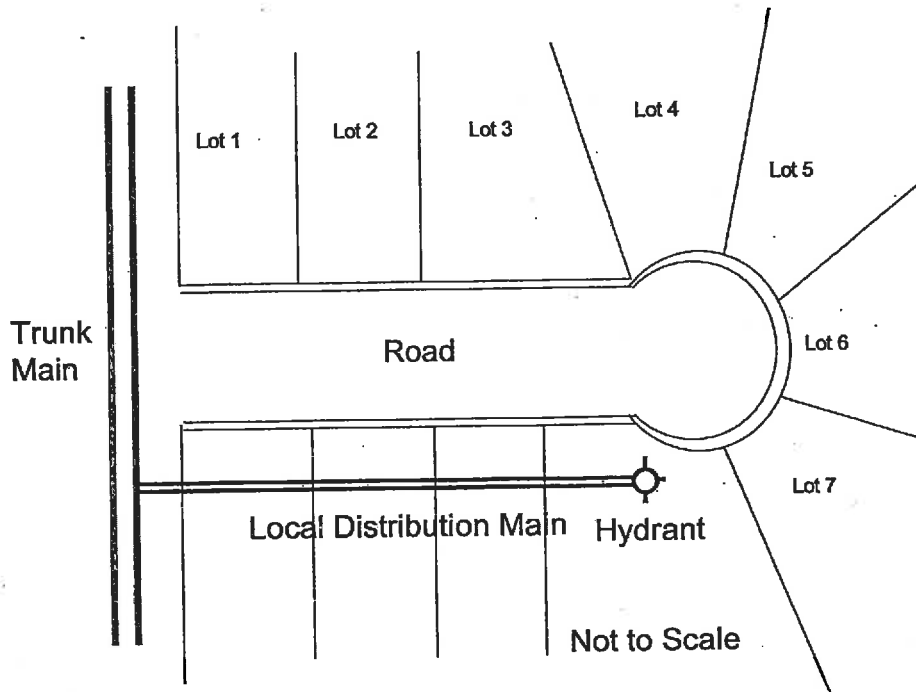 Lot 1
Lot 2
Lot 3
Lot 4
Lot 5
Trunk
Main
Road
Lot 6
Lot 7
Local Distribution Main
Hydrant
Not to Scale